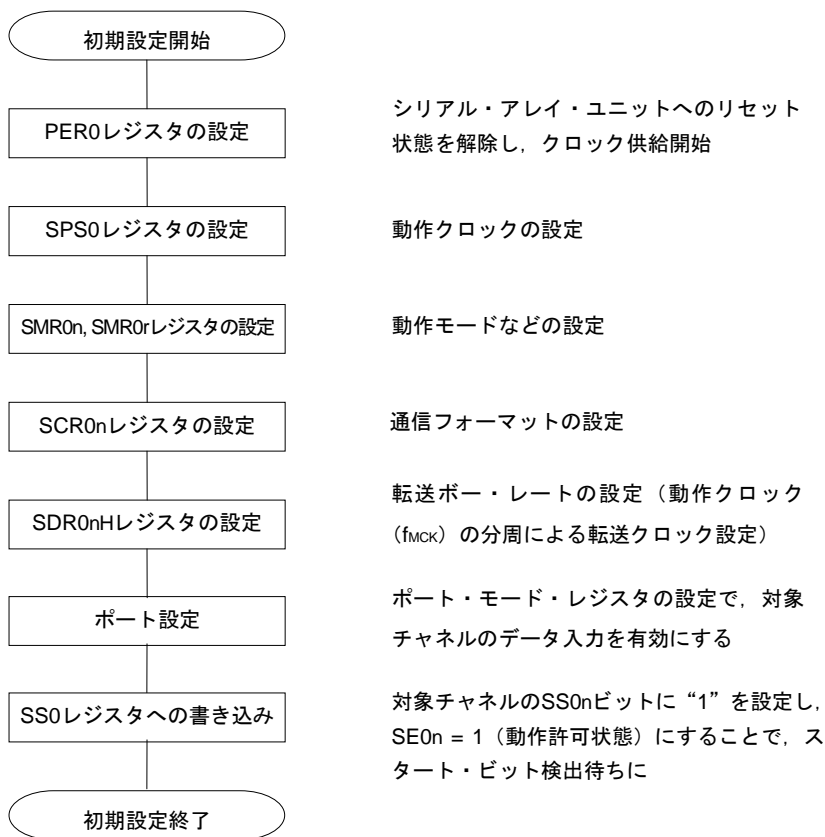 初期設定開始
PER0レジスタの設定
シリアル・アレイ・ユニットへのリセット
状態を解除し，クロック供給開始
SPS0レジスタの設定
動作クロックの設定
SMR0n, SMR0rレジスタの設定
動作モードなどの設定
SCR0nレジスタの設定
通信フォーマットの設定
SDR0nHレジスタの設定
転送ボー・レートの設定（動作クロック
（fMCK）の分周による転送クロック設定）
ポート設定
ポート・モード・レジスタの設定で，対象
チャネルのデータ入力を有効にする
SS0レジスタへの書き込み
対象チャネルのSS0nビットに“1”を設定し，
SE0n = 1（動作許可状態）にすることで，ス
タート・ビット検出待ちに
初期設定終了